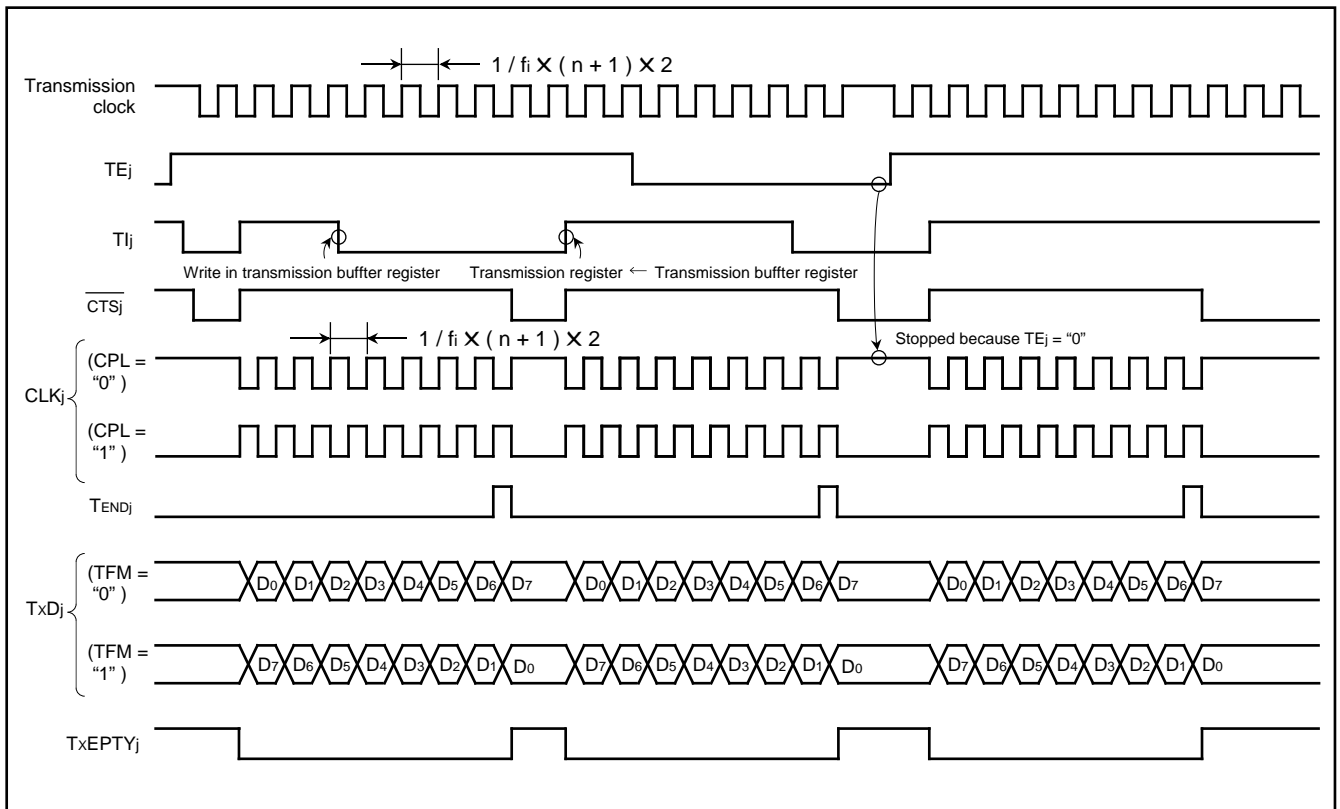 1 / fi X ( n + 1 ) X 2
Transmission
clock
TEj
TIj
Write in transmission buffter register
Transmission register ← Transmission buffter register
CTSj
1 / fi X ( n + 1 ) X 2
Stopped because TEj = “0”
CLKj
(CPL =
“0” )
(CPL =
“1” )
TENDj
TxDj
(TFM =
“0” )
D0 D1 D2 D3 D4 D5 D6 D7 D0 D1 D2 D3 D4 D5 D6 D7 D0 D1 D2 D3 D4 D5 D6 D7
(TFM =
“1” )
D7 D6 D5 D4 D3 D2 D1 D0 D7 D6 D5 D4 D3 D2 D1 D0 D7 D6 D5 D4 D3 D2 D1 D0
TxEPTYj